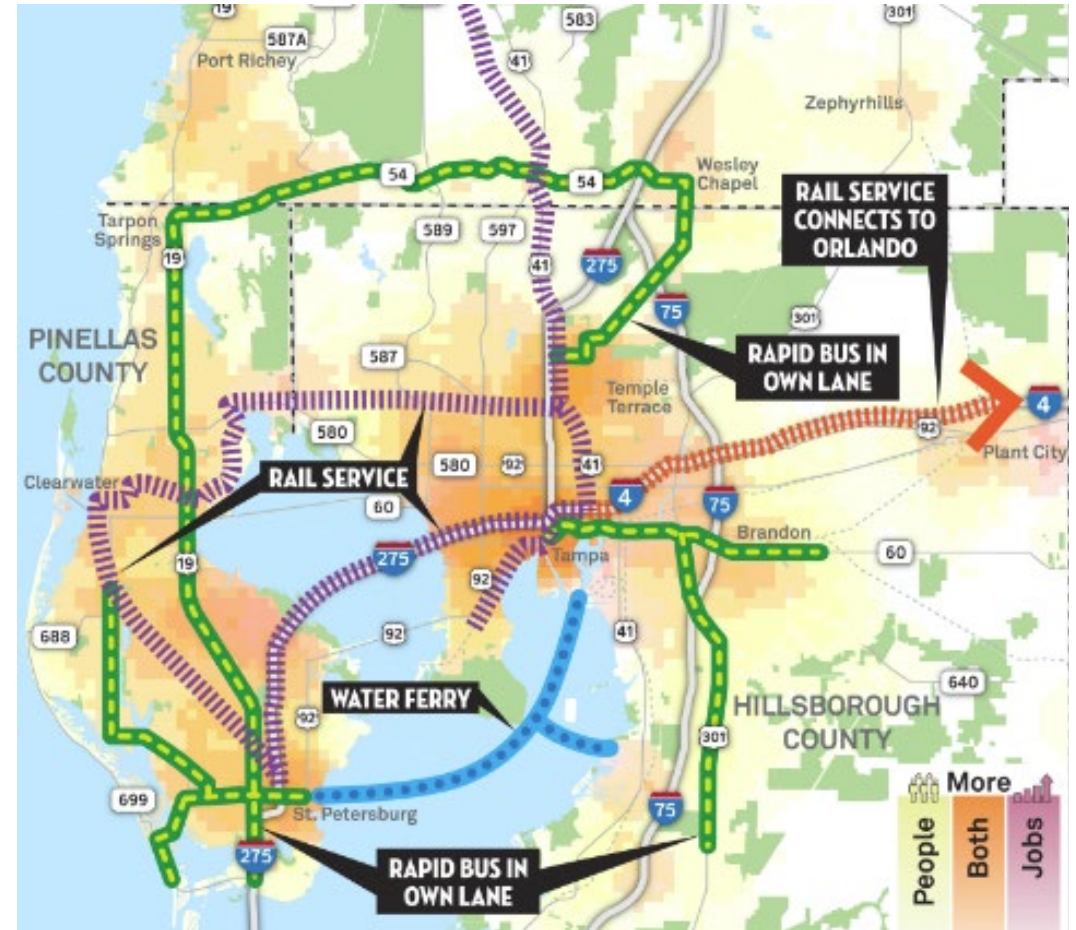 19
587A
Port Richey
583
41
301
Zephyrhills
54
54
Wesley
Chapel
RAIL SERVICE
CONNECTS TO
ORLANDO
Tarpon
Springs
19
589
597
41
275
75
301
PINELLAS
COUNTY
587
RAPID BUS IN
OWN LANE
Temple
Terrace
4
92
580
Plant City
Clearwater
RAIL SERVICE
580
92
41
60
4
75
275
Tampa
Brandon
60
19
92
688
92
41
640
WATER FERRY
HILLSBOROUGH
COUNTY
92
301
699
St. Petersburg
75
275
RAPID BUS IN
OWN LANE
More
People
Both
Jobs